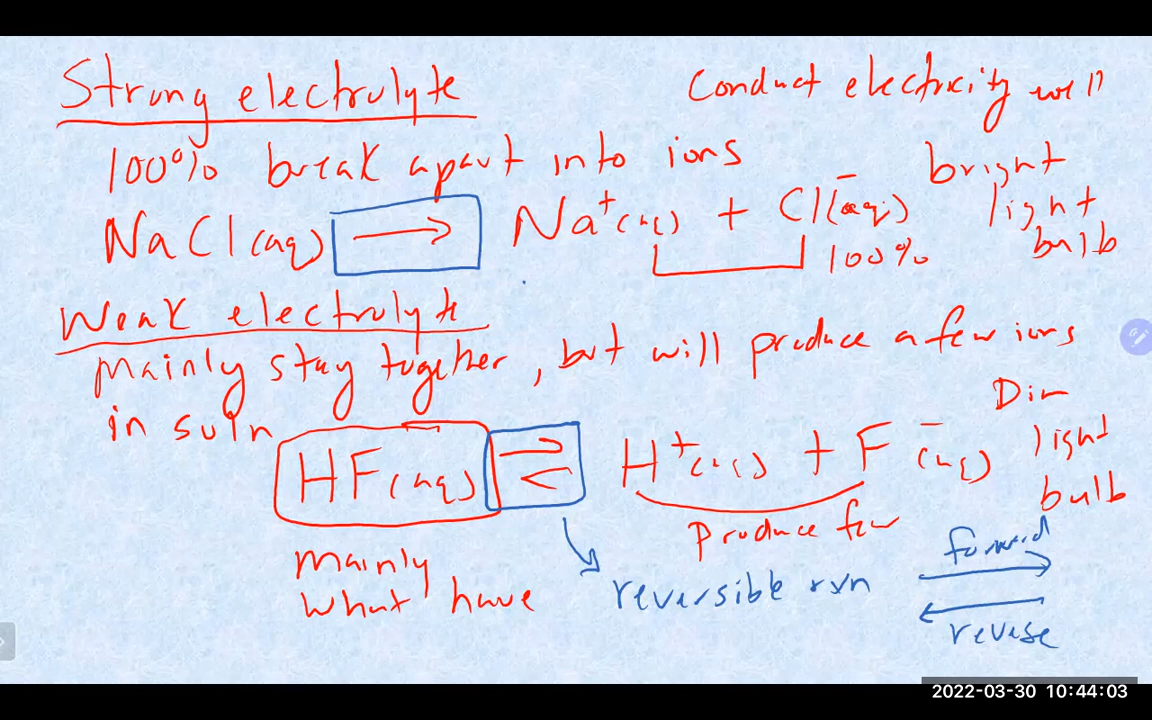 Strong electrolyte
Conduct electricity well
100% break apart into ions
bright
light
bulb
NaCl(aq) → Na⁺(aq) + Cl⁻(aq)
100%
Weak electrolyte
mainly stay together, but will produce a few ions
in soln
Dim
light
bulb
HF(aq) ⇌ H⁺(aq) + F⁻(aq)
Produce few
mainly
what have
reversible rxn
forward
reverse
2022-03-30 10:44:03